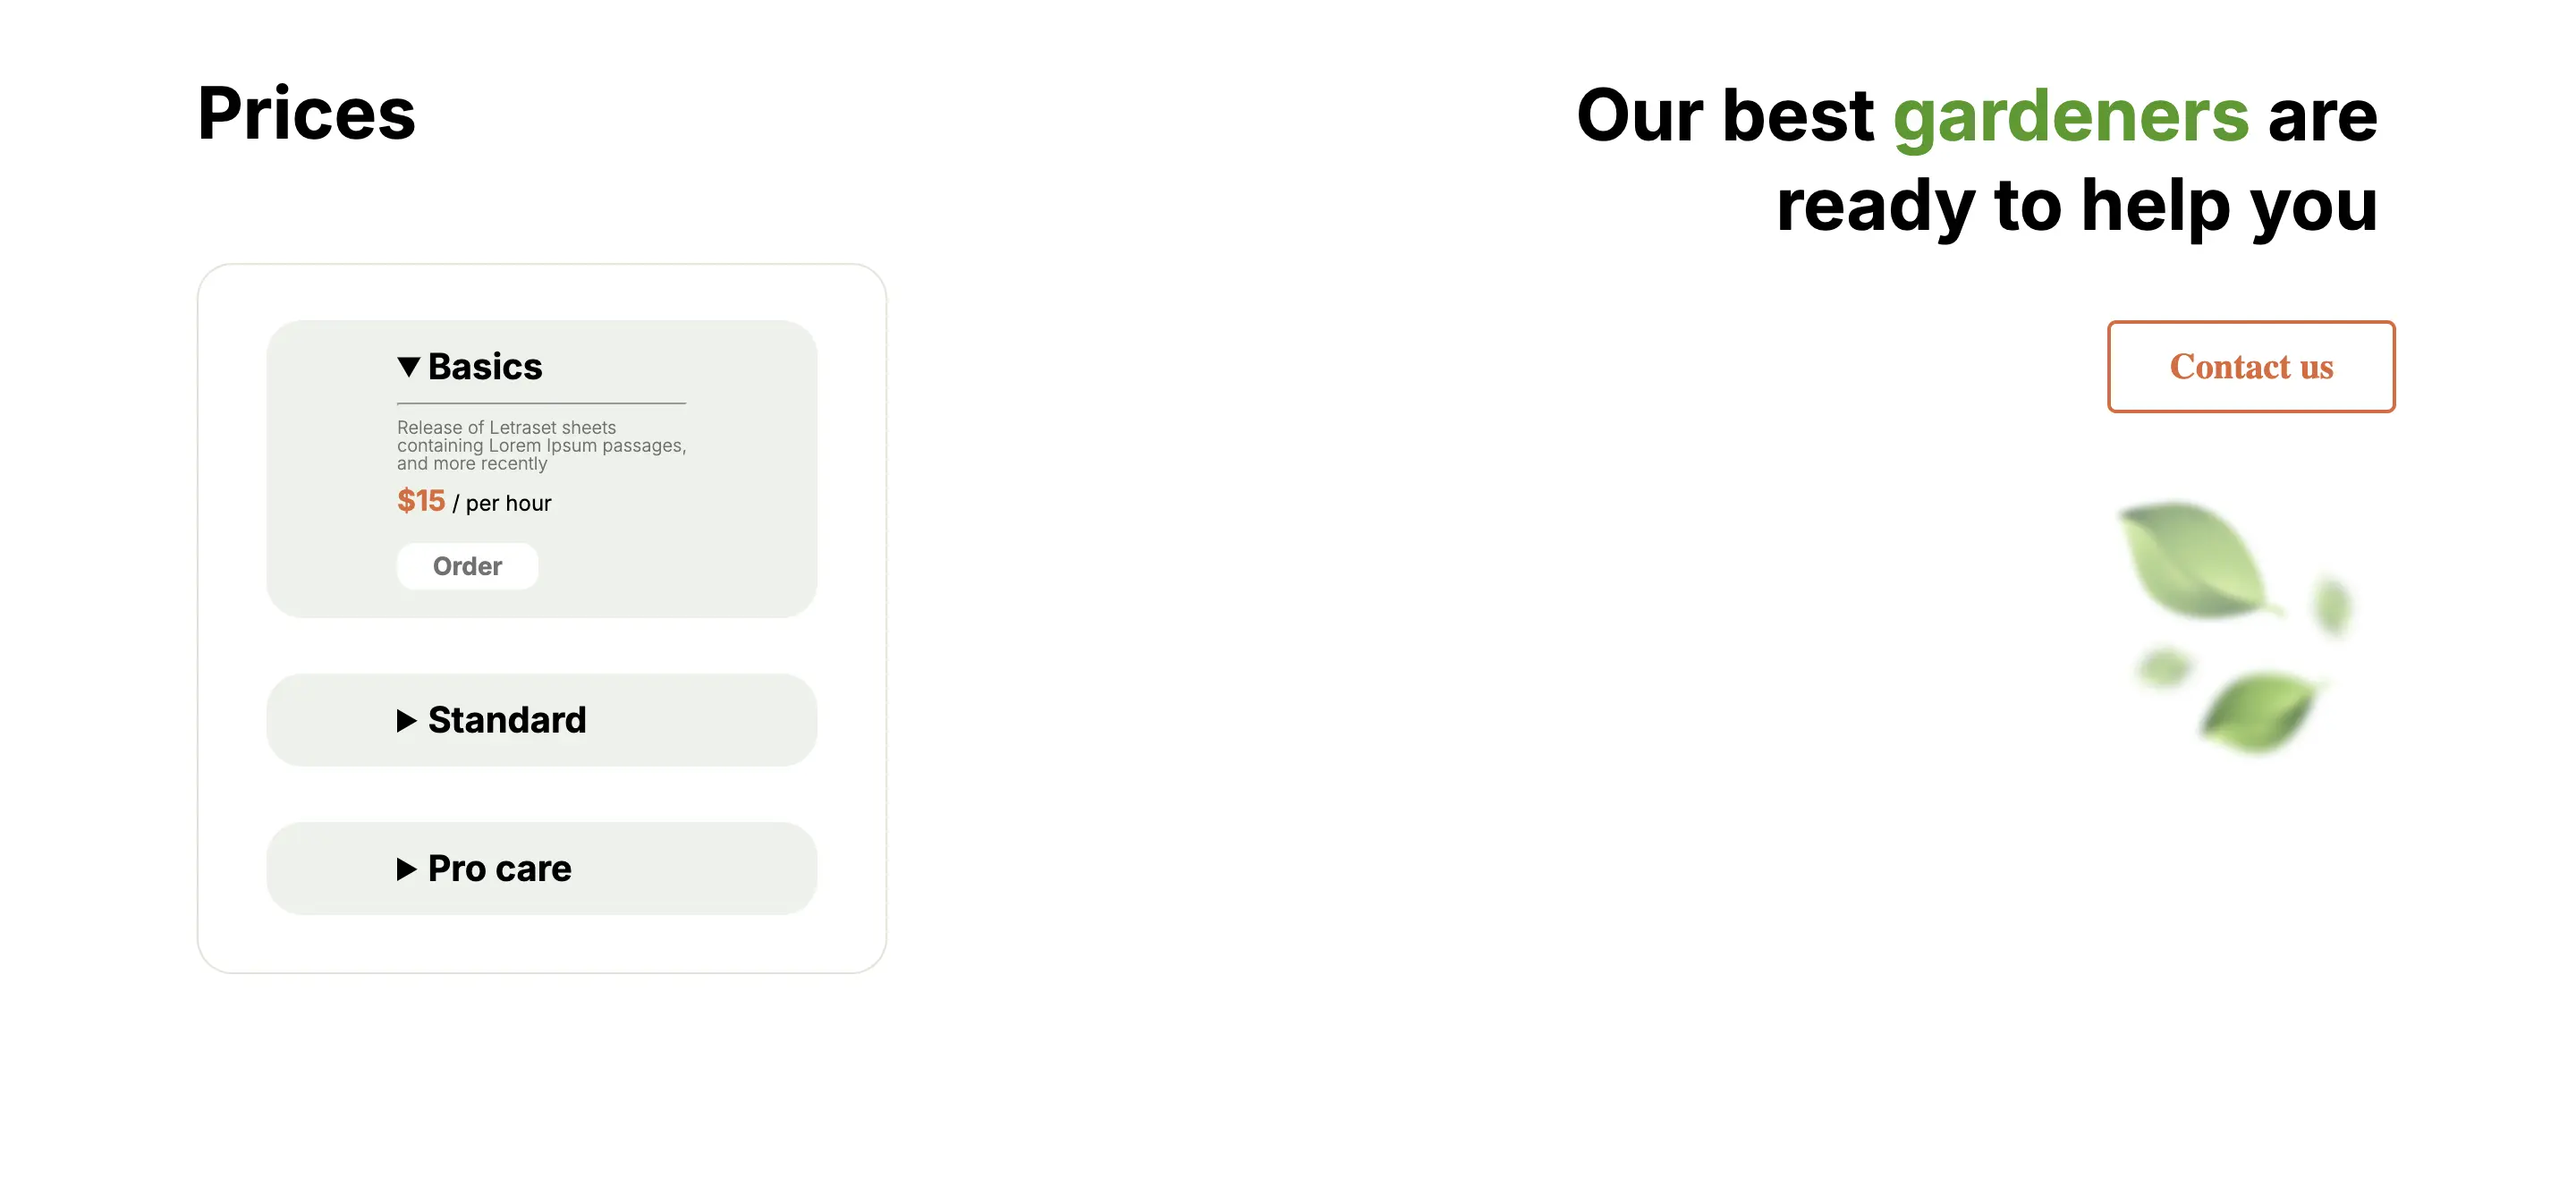 Prices
Basics
Release of Letraset sheets
containing Lorem Ipsum passages,
and more recently
$15 / per hour
Order
Standard
Pro care
Our best gardeners are
ready to help you
Contact us